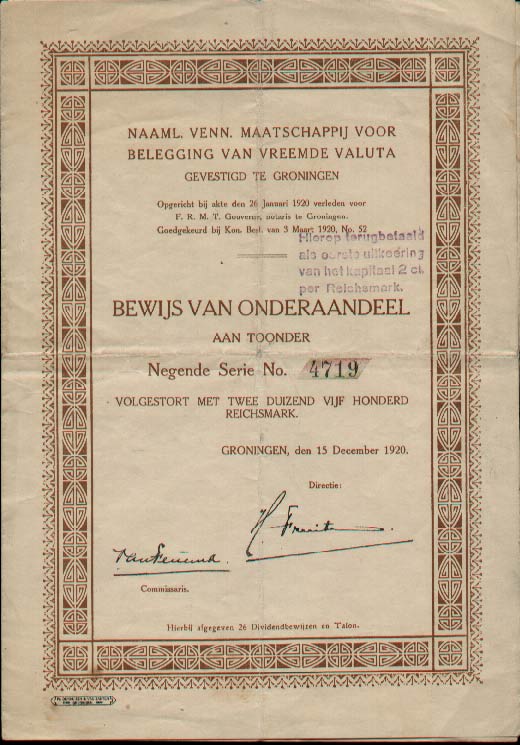 NAAML. VENN. MAATSCHAPPIJ VOOR
BELEGGING VAN VREEMDE VALUTA
GEVESTIGD TE GRONINGEN
Opgericht bij akte den 26 Januari 1920 verleden voor
F. R. M. T. Gouverne, notaris te Groningen.
Goedgekeurd bij Kon. Besl. van 3 Maart 1920, No. 52
Hierop terugbetaald
als eerste uitkeering
van het kapitaal 2 ct.
per Reichsmark.
BEWIJS VAN ONDERAANDEEL
AAN TOONDER
Negende Serie No. 4719
VOLGESTORT MET TWEE DUIZEND VIJF HONDERD
REICHSMARK.
GRONINGEN, den 15 December 1920.
Directie:
Commissaris.
Hierbij afgegeven 26 Dividendbewijzen en Talon.